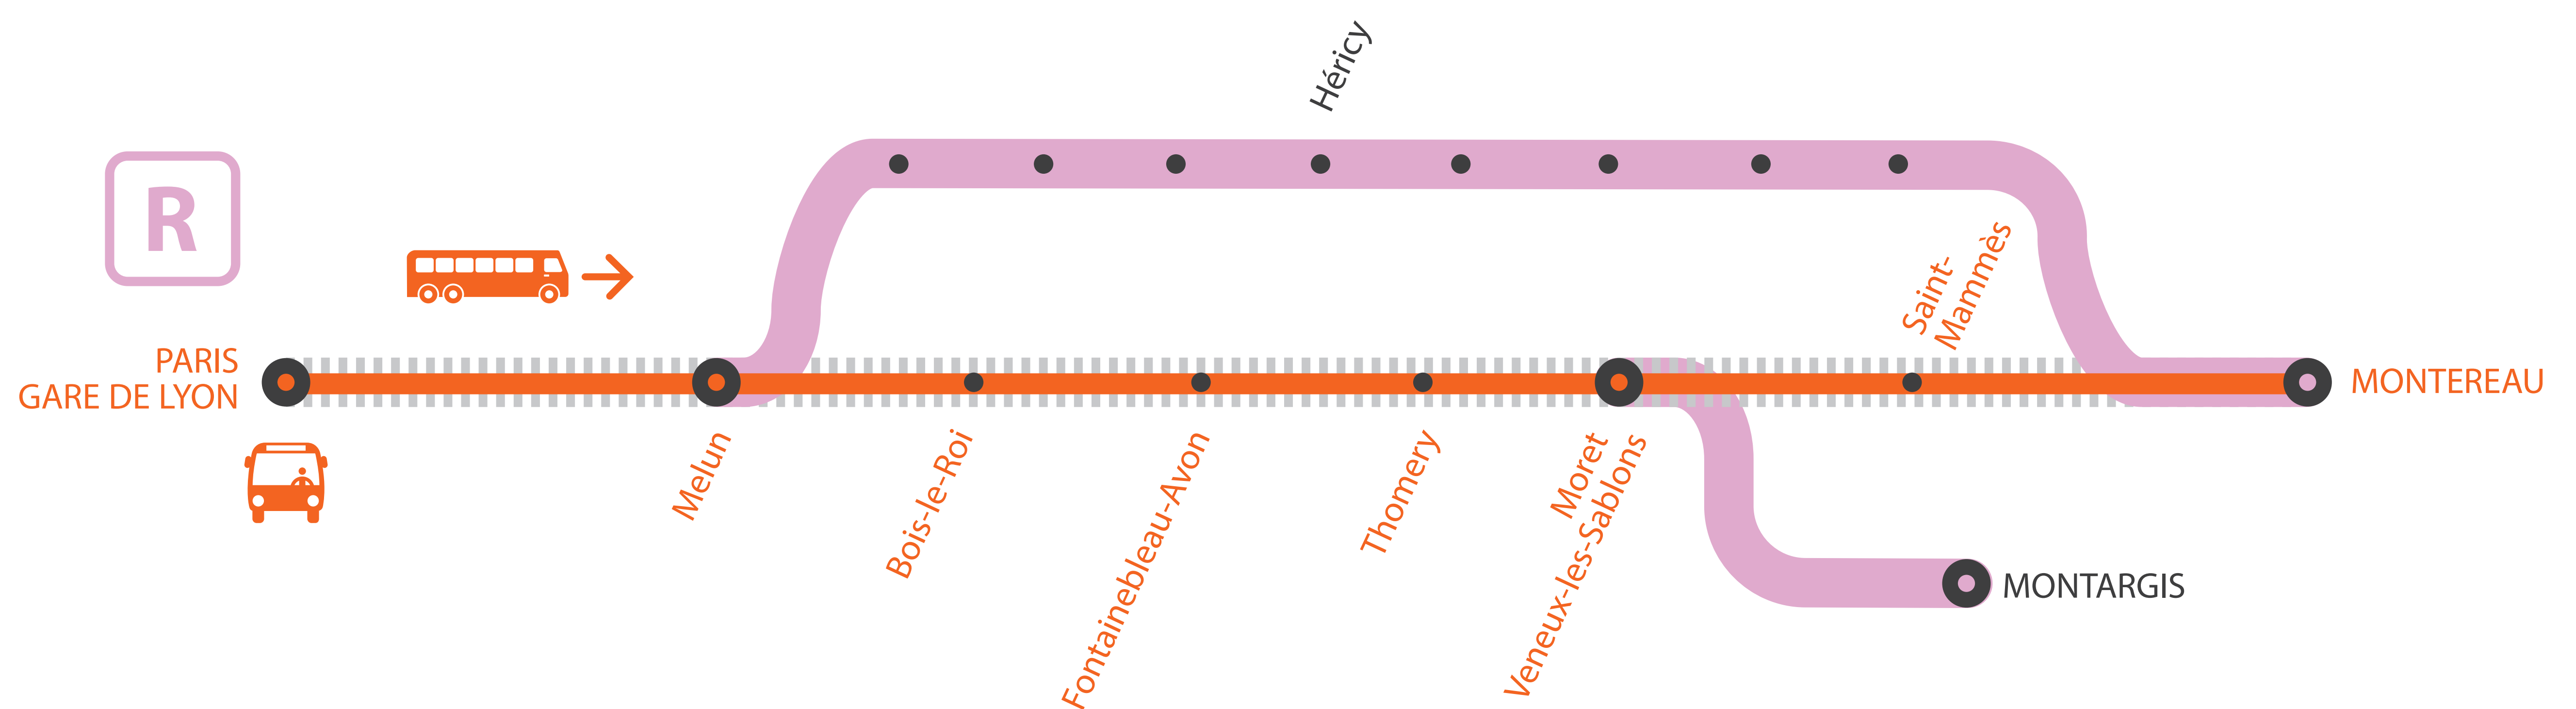 Héricy
R
Saint-
Mammès
PARIS
GARE DE LYON
MONTEREAU
Melun
Bois-le-Roi
Fontainebleau-Avon
Thomery
Moret
Veneux-les-Sablons
MONTARGIS